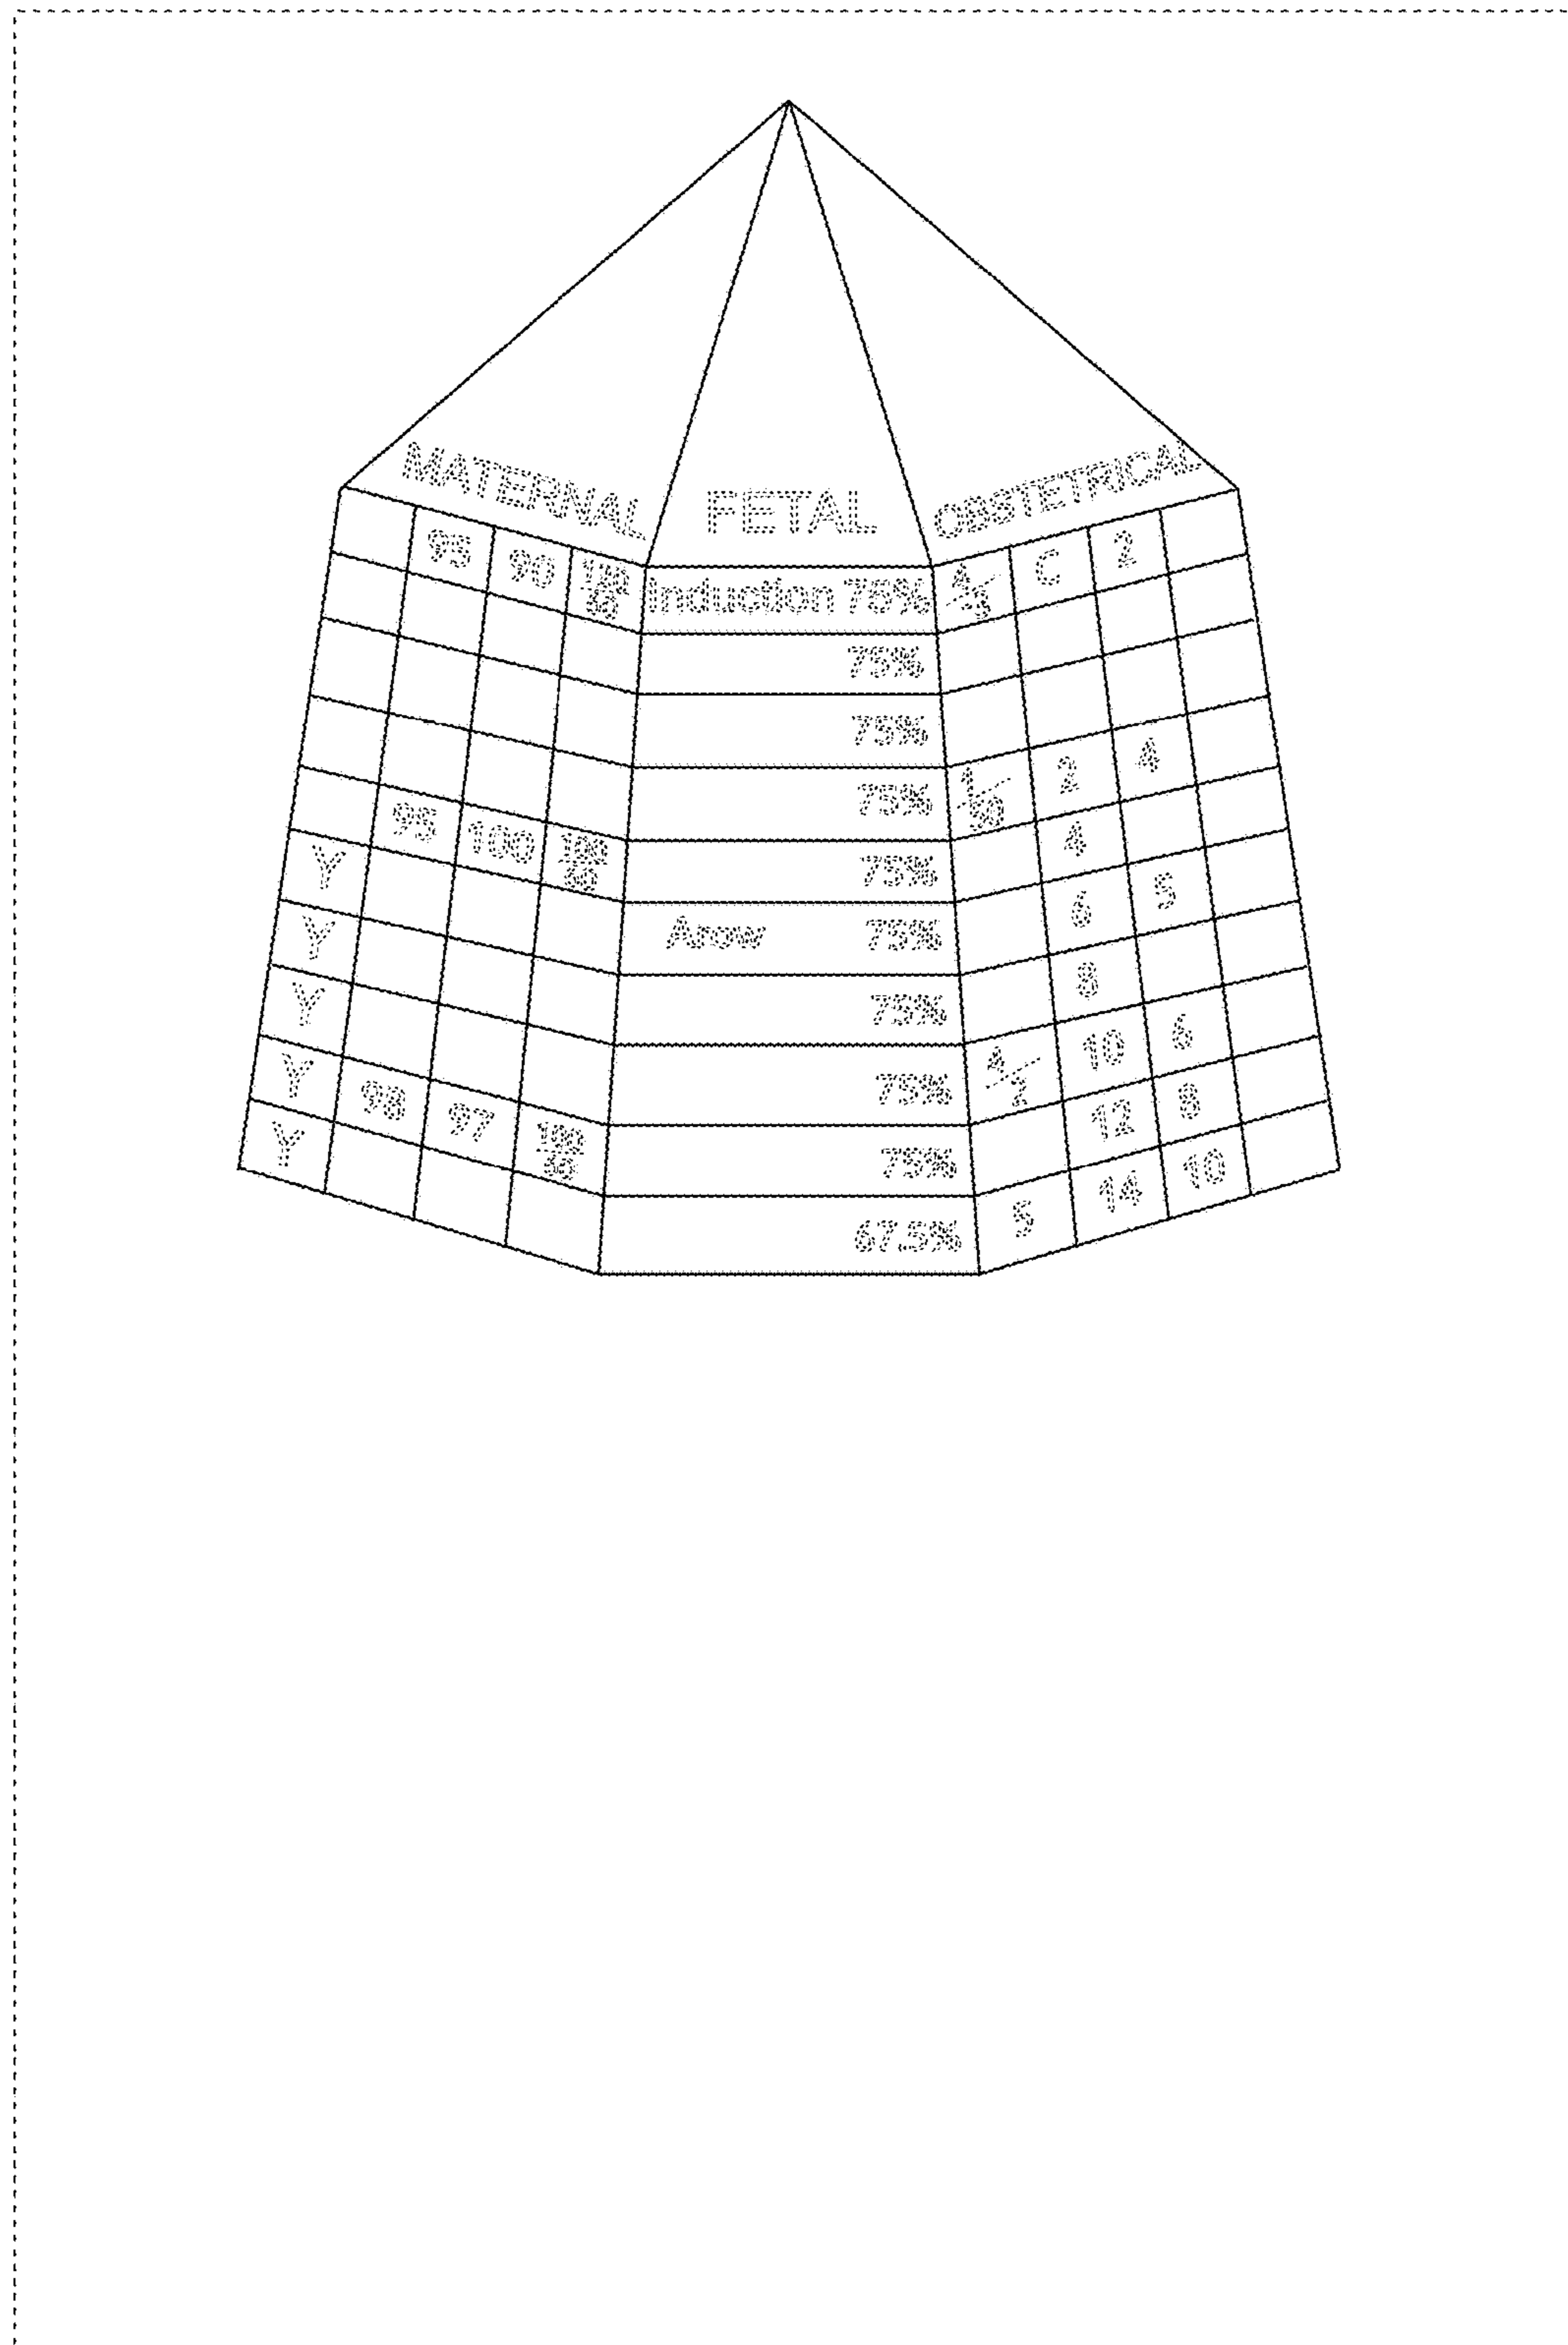 MATERNAL FETAL OBSTETRICAL
95 90 Induction 75% C 2
75%
75%
75% 2 4
95 100 75% 4
Y Arow 75% 6 5
Y 75% 8
Y 75% 10 6
Y 98 97 75% 12 8
Y 67.5% 5 14 10